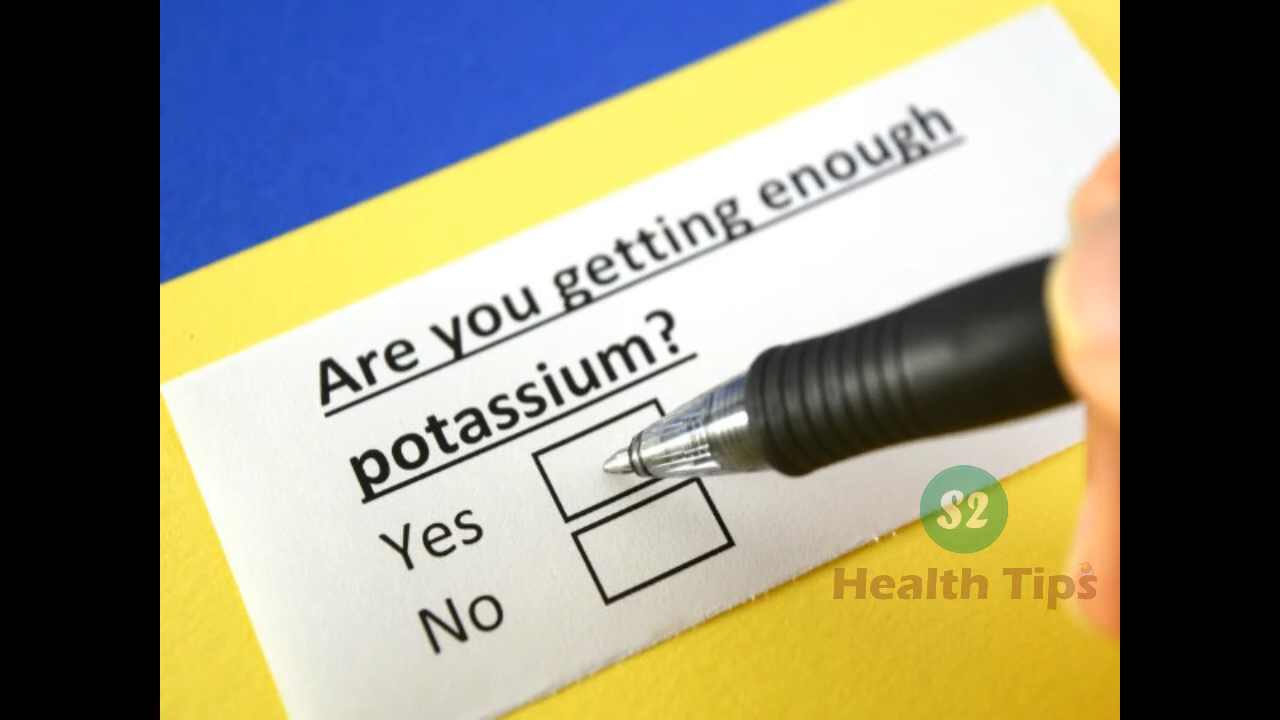 Are you getting enough
potassium?
Yes
No
S2
Health Tips